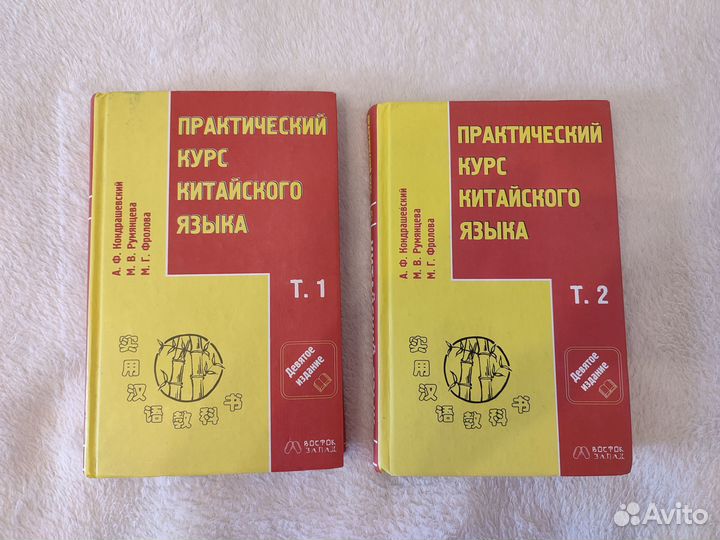 ПРАКТИЧЕСКИЙ
КУРС
КИТАЙСКОГО
ЯЗЫКА
А. Ф. Кондрашевский
М. В. Румянцева
М. Г. Фролова
Т. 1
实用汉语教科书
Девятое
издание
ВОСТОК
ЗАПАД
ПРАКТИЧЕСКИЙ
КУРС
КИТАЙСКОГО
ЯЗЫКА
А. Ф. Кондрашевский
М. В. Румянцева
М. Г. Фролова
Т. 2
实用汉语教科书
Девятое
издание
ВОСТОК
ЗАПАД
Avito